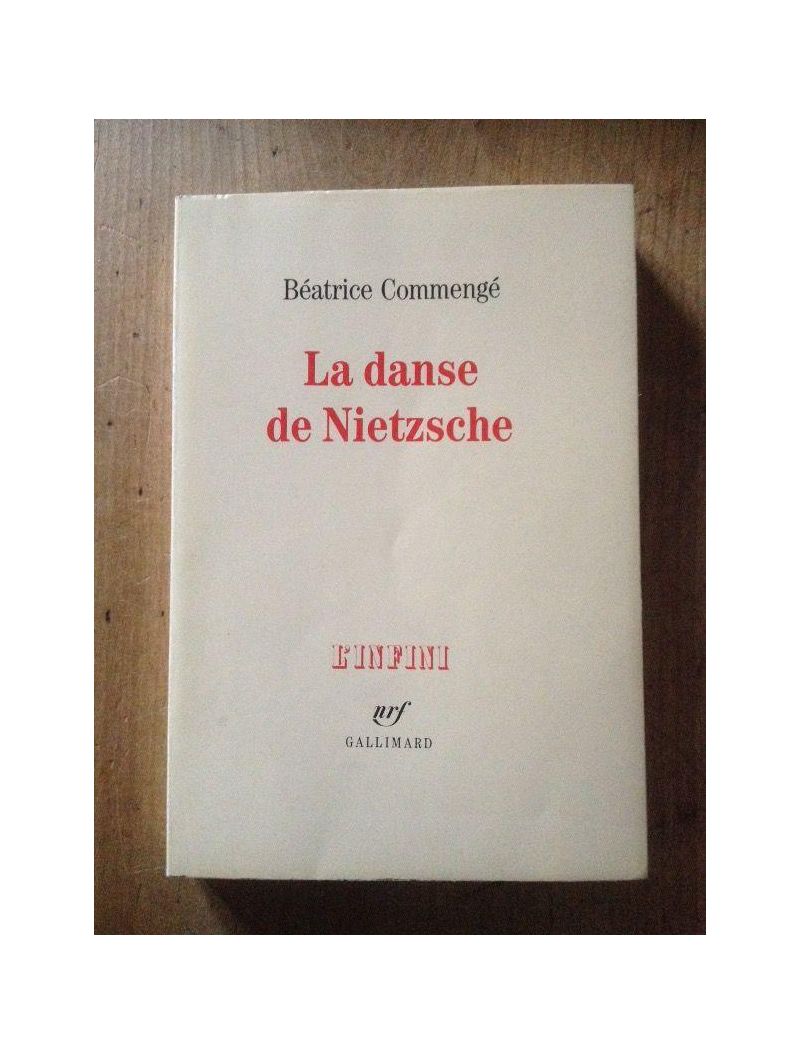 Béatrice Commengé
La danse
de Nietzsche
L'INFINI
nrf
GALLIMARD